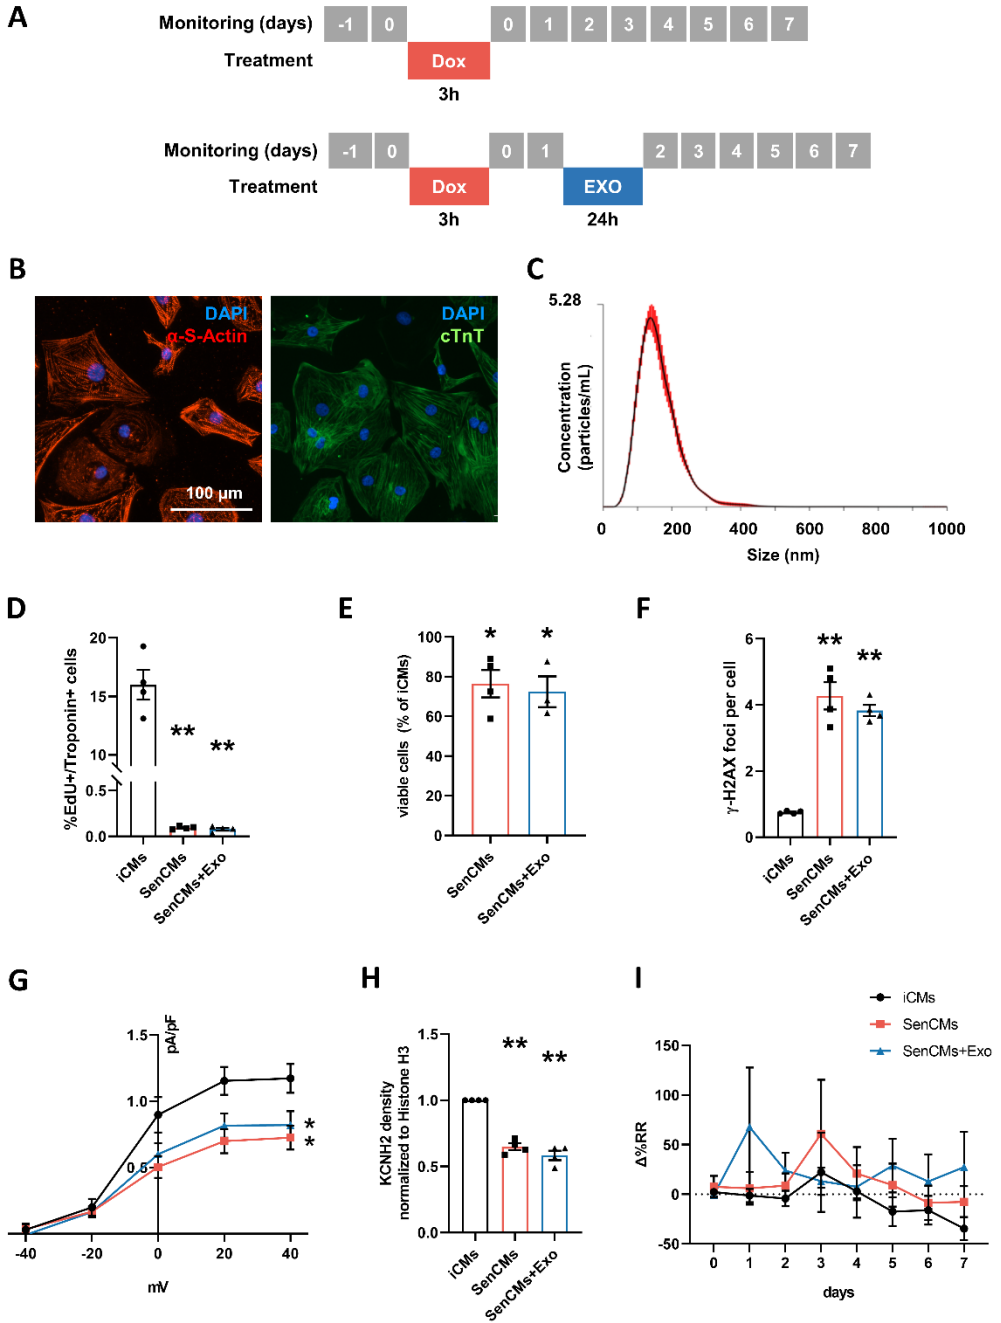 A
Monitoring (days) -1 0 0 1 2 3 4 5 6 7
Treatment Dox
3h
Monitoring (days) -1 0 0 1 2 3 4 5 6 7
Treatment Dox EXO
3h 24h
B
DAPI
α-S-Actin
100 μm
DAPI
cTnT
C
5.28
Concentration
(particles/mL)
0 200 400 600 800 1000
Size (nm)
D
%EdU+/Troponin+ cells
20
15
10
0.5
0.0
** **
iCMs SenCMs SenCMs+Exo
E
viable cells (% of iCMs)
100
80
60
40
20
0
* *
SenCMs SenCMs+Exo
F
γ-H2AX foci per cell
6
4
2
0
** **
iCMs SenCMs SenCMs+Exo
G
pA/pF
1.5
1.0
0.5
*
*
-40 -20 0 20 40
mV
H
KCNH2 density
normalized to Histone H3
1.5
1.0
0.5
0.0
** **
iCMs SenCMs SenCMs+Exo
I
iCMs
SenCMs
SenCMs+Exo
Δ%RR
150
100
50
0
-50
0 1 2 3 4 5 6 7
days